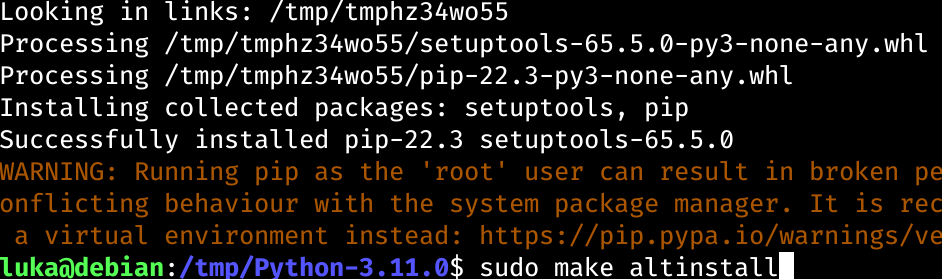 Looking in links: /tmp/tmphz34wo55
Processing /tmp/tmphz34wo55/setuptools-65.5.0-py3-none-any.whl
Processing /tmp/tmphz34wo55/pip-22.3-py3-none-any.whl
Installing collected packages: setuptools, pip
Successfully installed pip-22.3 setuptools-65.5.0
WARNING: Running pip as the 'root' user can result in broken pe
onflicting behaviour with the system package manager. It is rec
a virtual environment instead: https://pip.pypa.io/warnings/ve
luka@debian:/tmp/Python-3.11.0$ sudo make altinstall